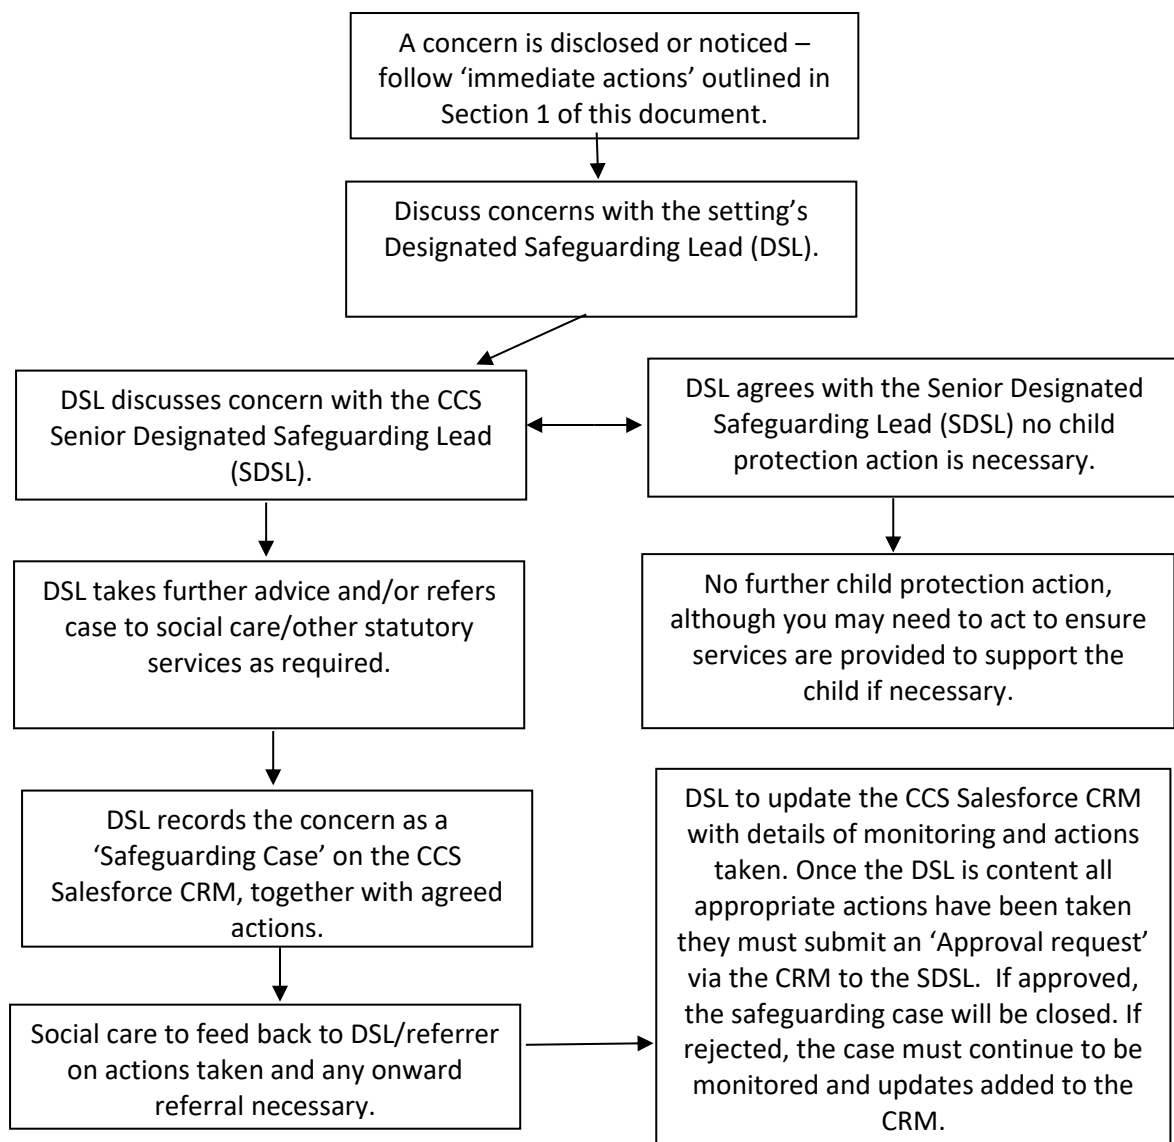 A concern is disclosed or noticed –
follow ‘immediate actions’ outlined in
Section 1 of this document.
Discuss concerns with the setting’s
Designated Safeguarding Lead (DSL).
DSL discusses concern with the CCS
Senior Designated Safeguarding Lead
(SDSL).
DSL agrees with the Senior Designated
Safeguarding Lead (SDSL) no child
protection action is necessary.
DSL takes further advice and/or refers
case to social care/other statutory
services as required.
No further child protection action,
although you may need to act to ensure
services are provided to support the
child if necessary.
DSL records the concern as a
‘Safeguarding Case’ on the CCS
Salesforce CRM, together with agreed
actions.
Social care to feed back to DSL/referrer
on actions taken and any onward
referral necessary.
DSL to update the CCS Salesforce CRM
with details of monitoring and actions
taken. Once the DSL is content all
appropriate actions have been taken
they must submit an ‘Approval request’
via the CRM to the SDSL.  If approved,
the safeguarding case will be closed. If
rejected, the case must continue to be
monitored and updates added to the
CRM.